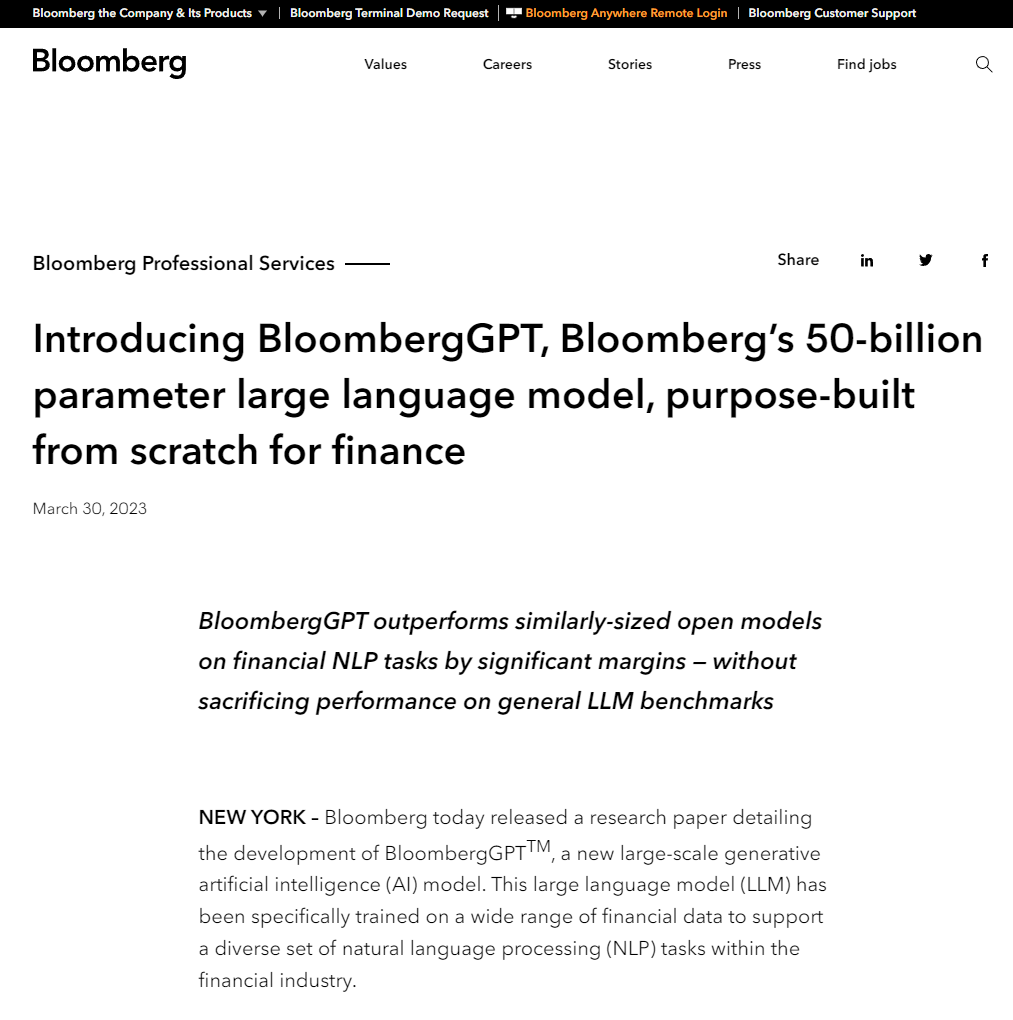 Bloomberg the Company & Its Products Bloomberg Terminal Demo Request Bloomberg Anywhere Remote Login Bloomberg Customer Support
Bloomberg Values Careers Stories Press Find jobs
Bloomberg Professional Services Share
Introducing BloombergGPT, Bloomberg’s 50-billion
parameter large language model, purpose-built
from scratch for finance
March 30, 2023
BloombergGPT outperforms similarly-sized open models
on financial NLP tasks by significant margins – without
sacrificing performance on general LLM benchmarks
NEW YORK – Bloomberg today released a research paper detailing
the development of BloombergGPTTM, a new large-scale generative
artificial intelligence (AI) model. This large language model (LLM) has
been specifically trained on a wide range of financial data to support
a diverse set of natural language processing (NLP) tasks within the
financial industry.